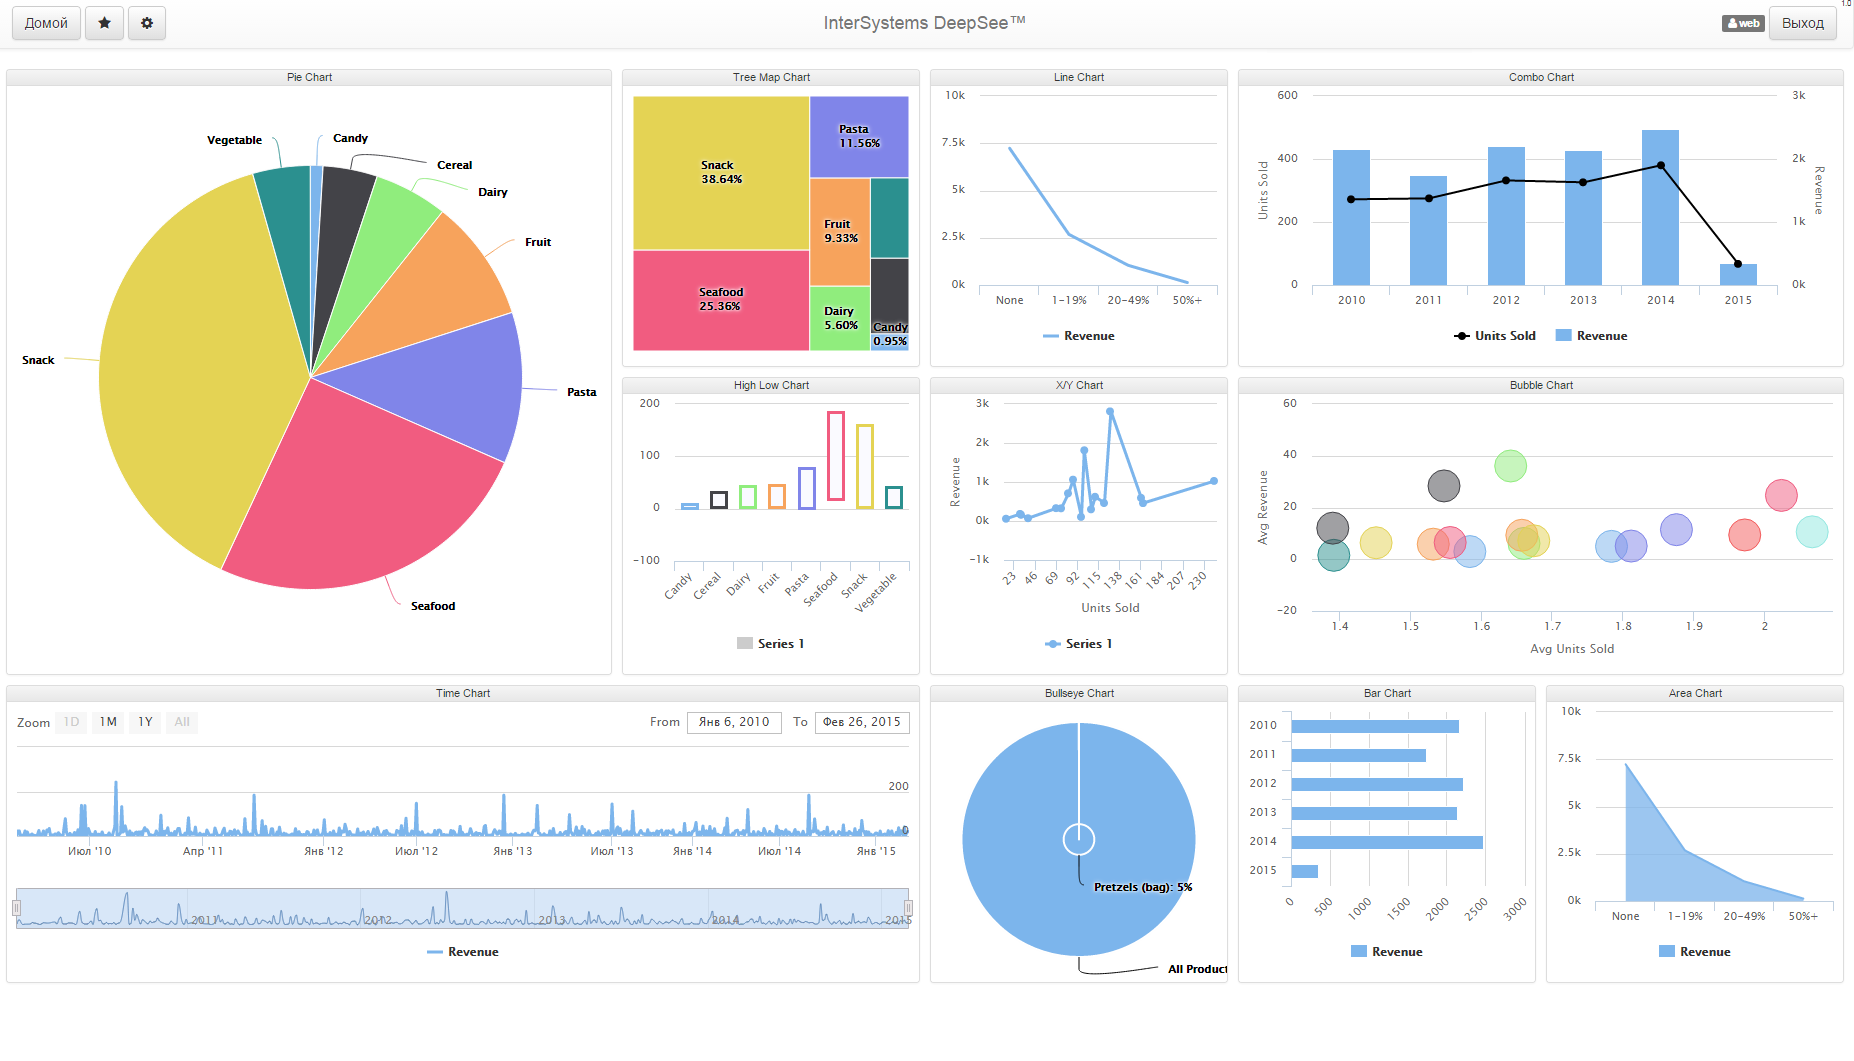 Домой
InterSystems DeepSee™
web
Выход
1.0
Pie Chart
Vegetable
Candy
Cereal
Dairy
Fruit
Snack
Pasta
Seafood
Tree Map Chart
Snack
38.64%
Pasta
11.56%
Fruit
9.33%
Seafood
25.36%
Dairy
5.60%
Candy
0.95%
Line Chart
10k
7.5k
5k
2.5k
0k
None 1-19% 20-49% 50%+
Revenue
Combo Chart
600
400
200
0
Units Sold
3k
2k
1k
0k
Revenue
2010 2011 2012 2013 2014 2015
Units Sold Revenue
High Low Chart
200
100
0
-100
Candy Cereal Dairy Fruit Pasta Seafood Snack Vegetable
Series 1
X/Y Chart
3k
2k
1k
0k
-1k
Revenue
23 46 69 92 115 138 161 184 207 230
Units Sold
Series 1
Bubble Chart
60
40
20
0
-20
Avg Revenue
1.4 1.5 1.6 1.7 1.8 1.9 2
Avg Units Sold
Time Chart
Zoom 1D 1M 1Y All From Янв 6, 2010 To Фев 26, 2015
200
0
Июл '10 Апр '11 Янв '12 Июл '12 Янв '13 Июл '13 Янв '14 Июл '14 Янв '15
2011 2012 2013 2014 2015
Revenue
Bullseye Chart
Pretzels (bag): 5%
All Product
Bar Chart
2010
2011
2012
2013
2014
2015
0 500 1000 1500 2000 2500 3000
Revenue
Area Chart
10k
7.5k
5k
2.5k
0k
None 1-19% 20-49% 50%+
Revenue